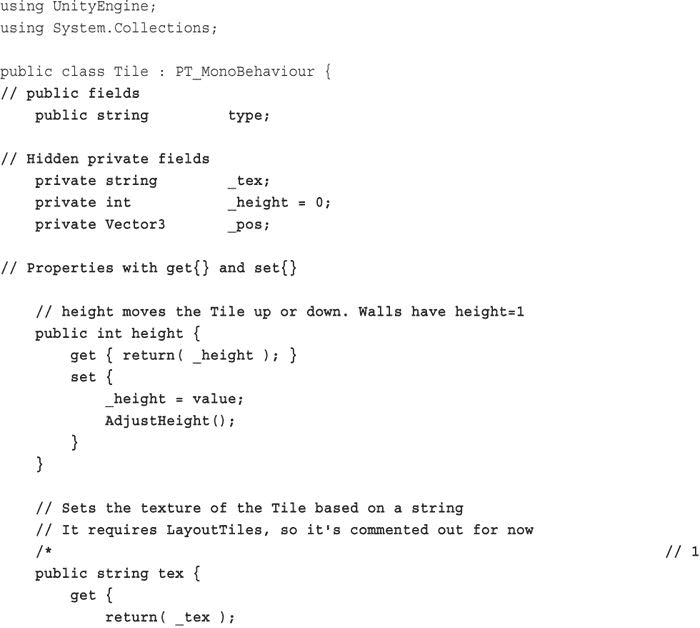 using UnityEngine;
using System.Collections;

public class Tile : PT_MonoBehaviour {
// public fields
    public string         type;

// Hidden private fields
    private string        _tex;
    private int           _height = 0;
    private Vector3       _pos;

// Properties with get{} and set{}

    // height moves the Tile up or down. Walls have height=1
    public int height {
        get { return( _height ); }
        set {
            _height = value;
            AdjustHeight();
        }
    }

    // Sets the texture of the Tile based on a string
    // It requires LayoutTiles, so it's commented out for now
    /*                                                                      // 1
    public string tex {
        get {
            return( _tex );